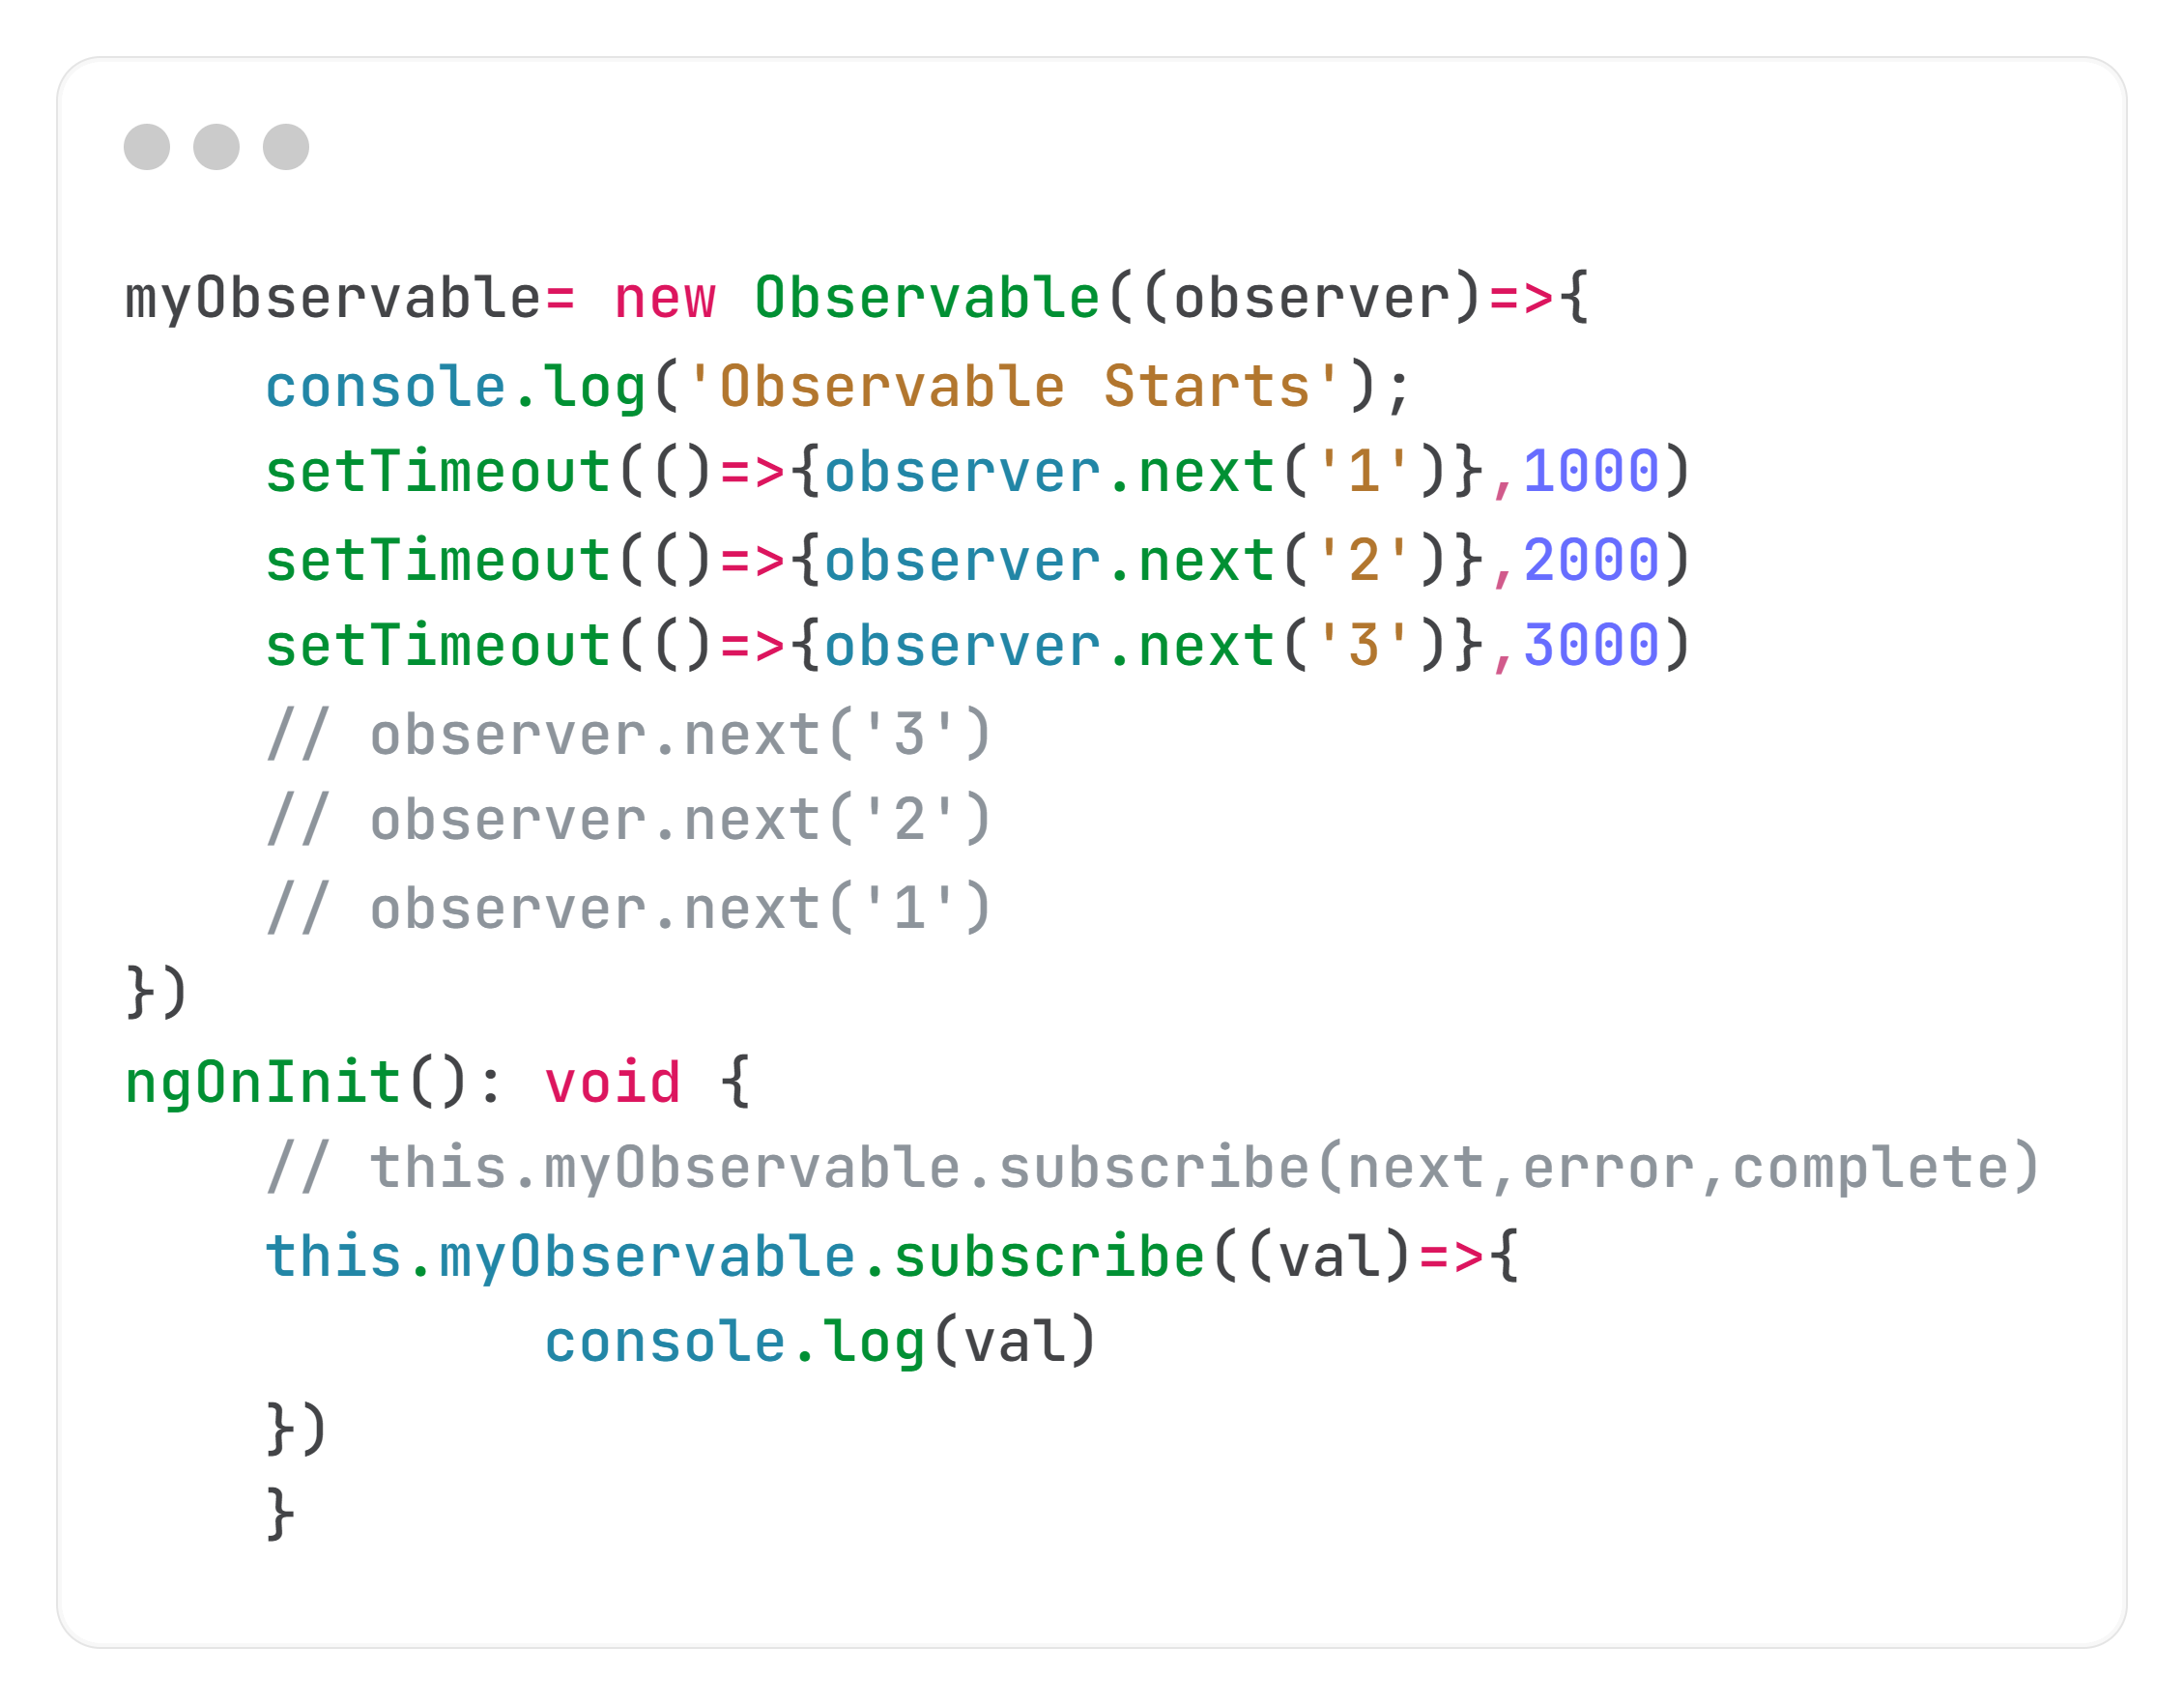 myObservable= new Observable((observer)=>{
    console.log('Observable Starts');
    setTimeout(()=>{observer.next('1')},1000)
    setTimeout(()=>{observer.next('2')},2000)
    setTimeout(()=>{observer.next('3')},3000)
    // observer.next('3')
    // observer.next('2')
    // observer.next('1')
})
ngOnInit(): void {
    // this.myObservable.subscribe(next,error,complete)
    this.myObservable.subscribe((val)=>{
            console.log(val)
    })
    }